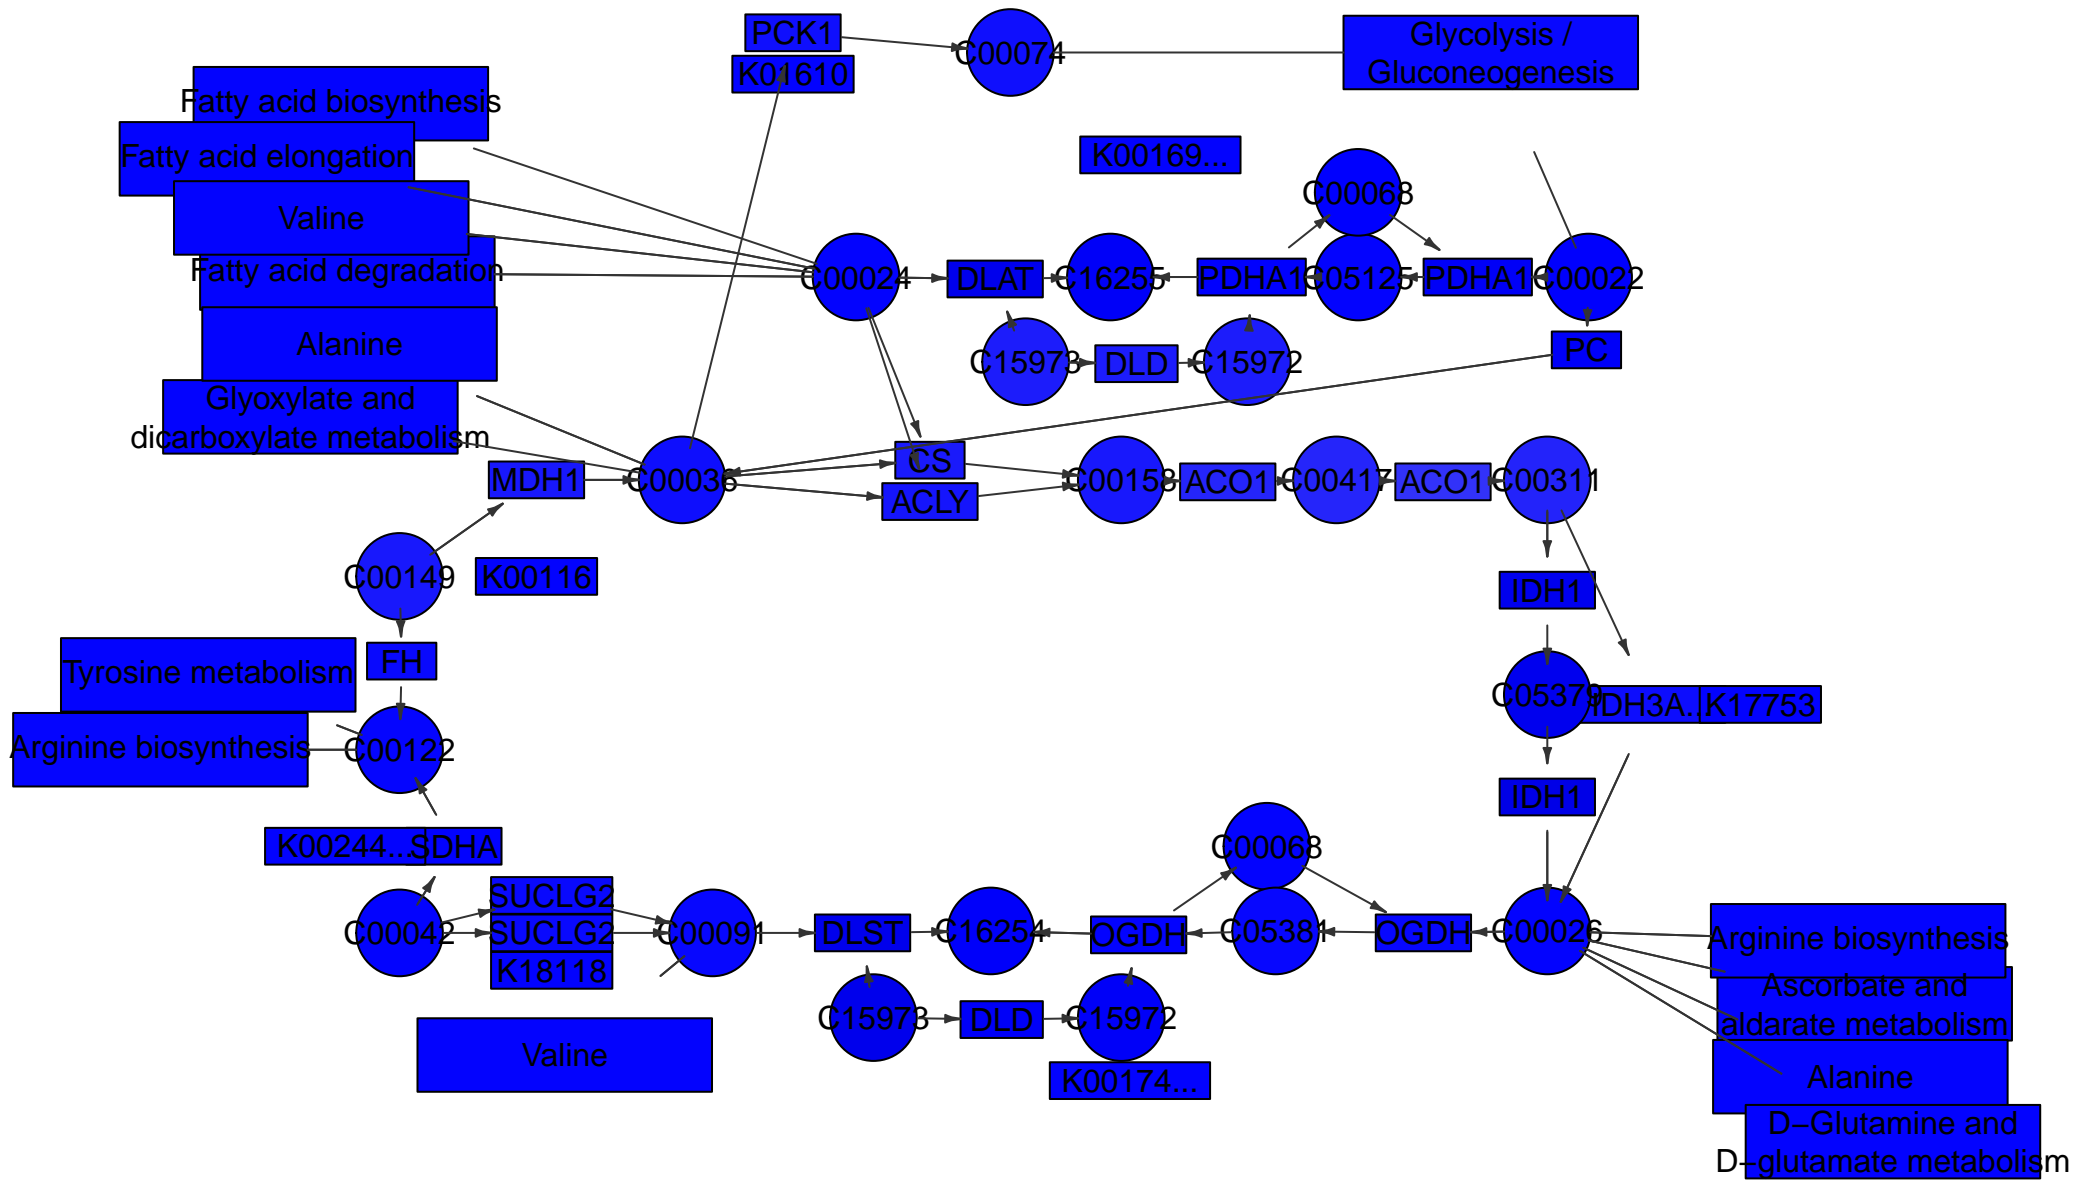 PCK1
K01610
C00074
Glycolysis /
Gluconeogenesis
Fatty acid biosynthesis
Fatty acid elongation
Valine
Fatty acid degradation
Alanine
Glyoxylate and
dicarboxylate metabolism
K00169...
C00068
C00024
DLAT
C16255
PDHA1
C05125
PDHA1
C00022
C15973
DLD
C15972
PC
MDH1
C00036
CS
ACLY
C00158
ACO1
C00417
ACO1
C00311
C00149
K00116
IDH1
FH
Tyrosine metabolism
Arginine biosynthesis
C00122
C05379
IDH3A...
K17753
IDH1
K00244...
SDHA
C00068
C00042
SUCLG2
SUCLG2
K18118
C00091
DLST
C16254
OGDH
C05381
OGDH
C00026
Arginine biosynthesis
Ascorbate and
aldarate metabolism
Alanine
D−Glutamine and
D−glutamate metabolism
C15973
DLD
C15972
K00174...
Valine